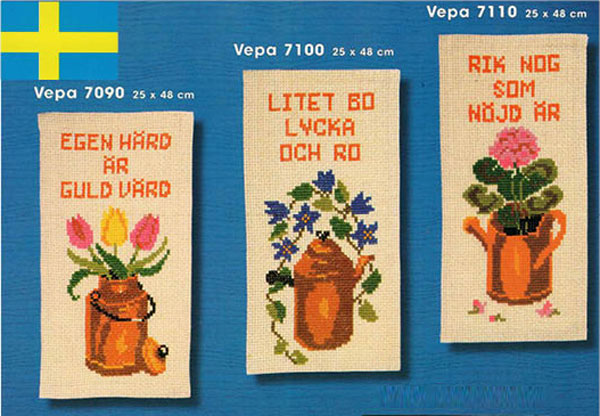 Vepa 7090 25 x 48 cm
EGEN HÄRD
ÄR
GULD VÄRD
Vepa 7100 25 x 48 cm
LITET BO
LYCKA
OCH RO
Vepa 7110 25 x 48 cm
RIK NOG
SOM
NÖJD ÄR